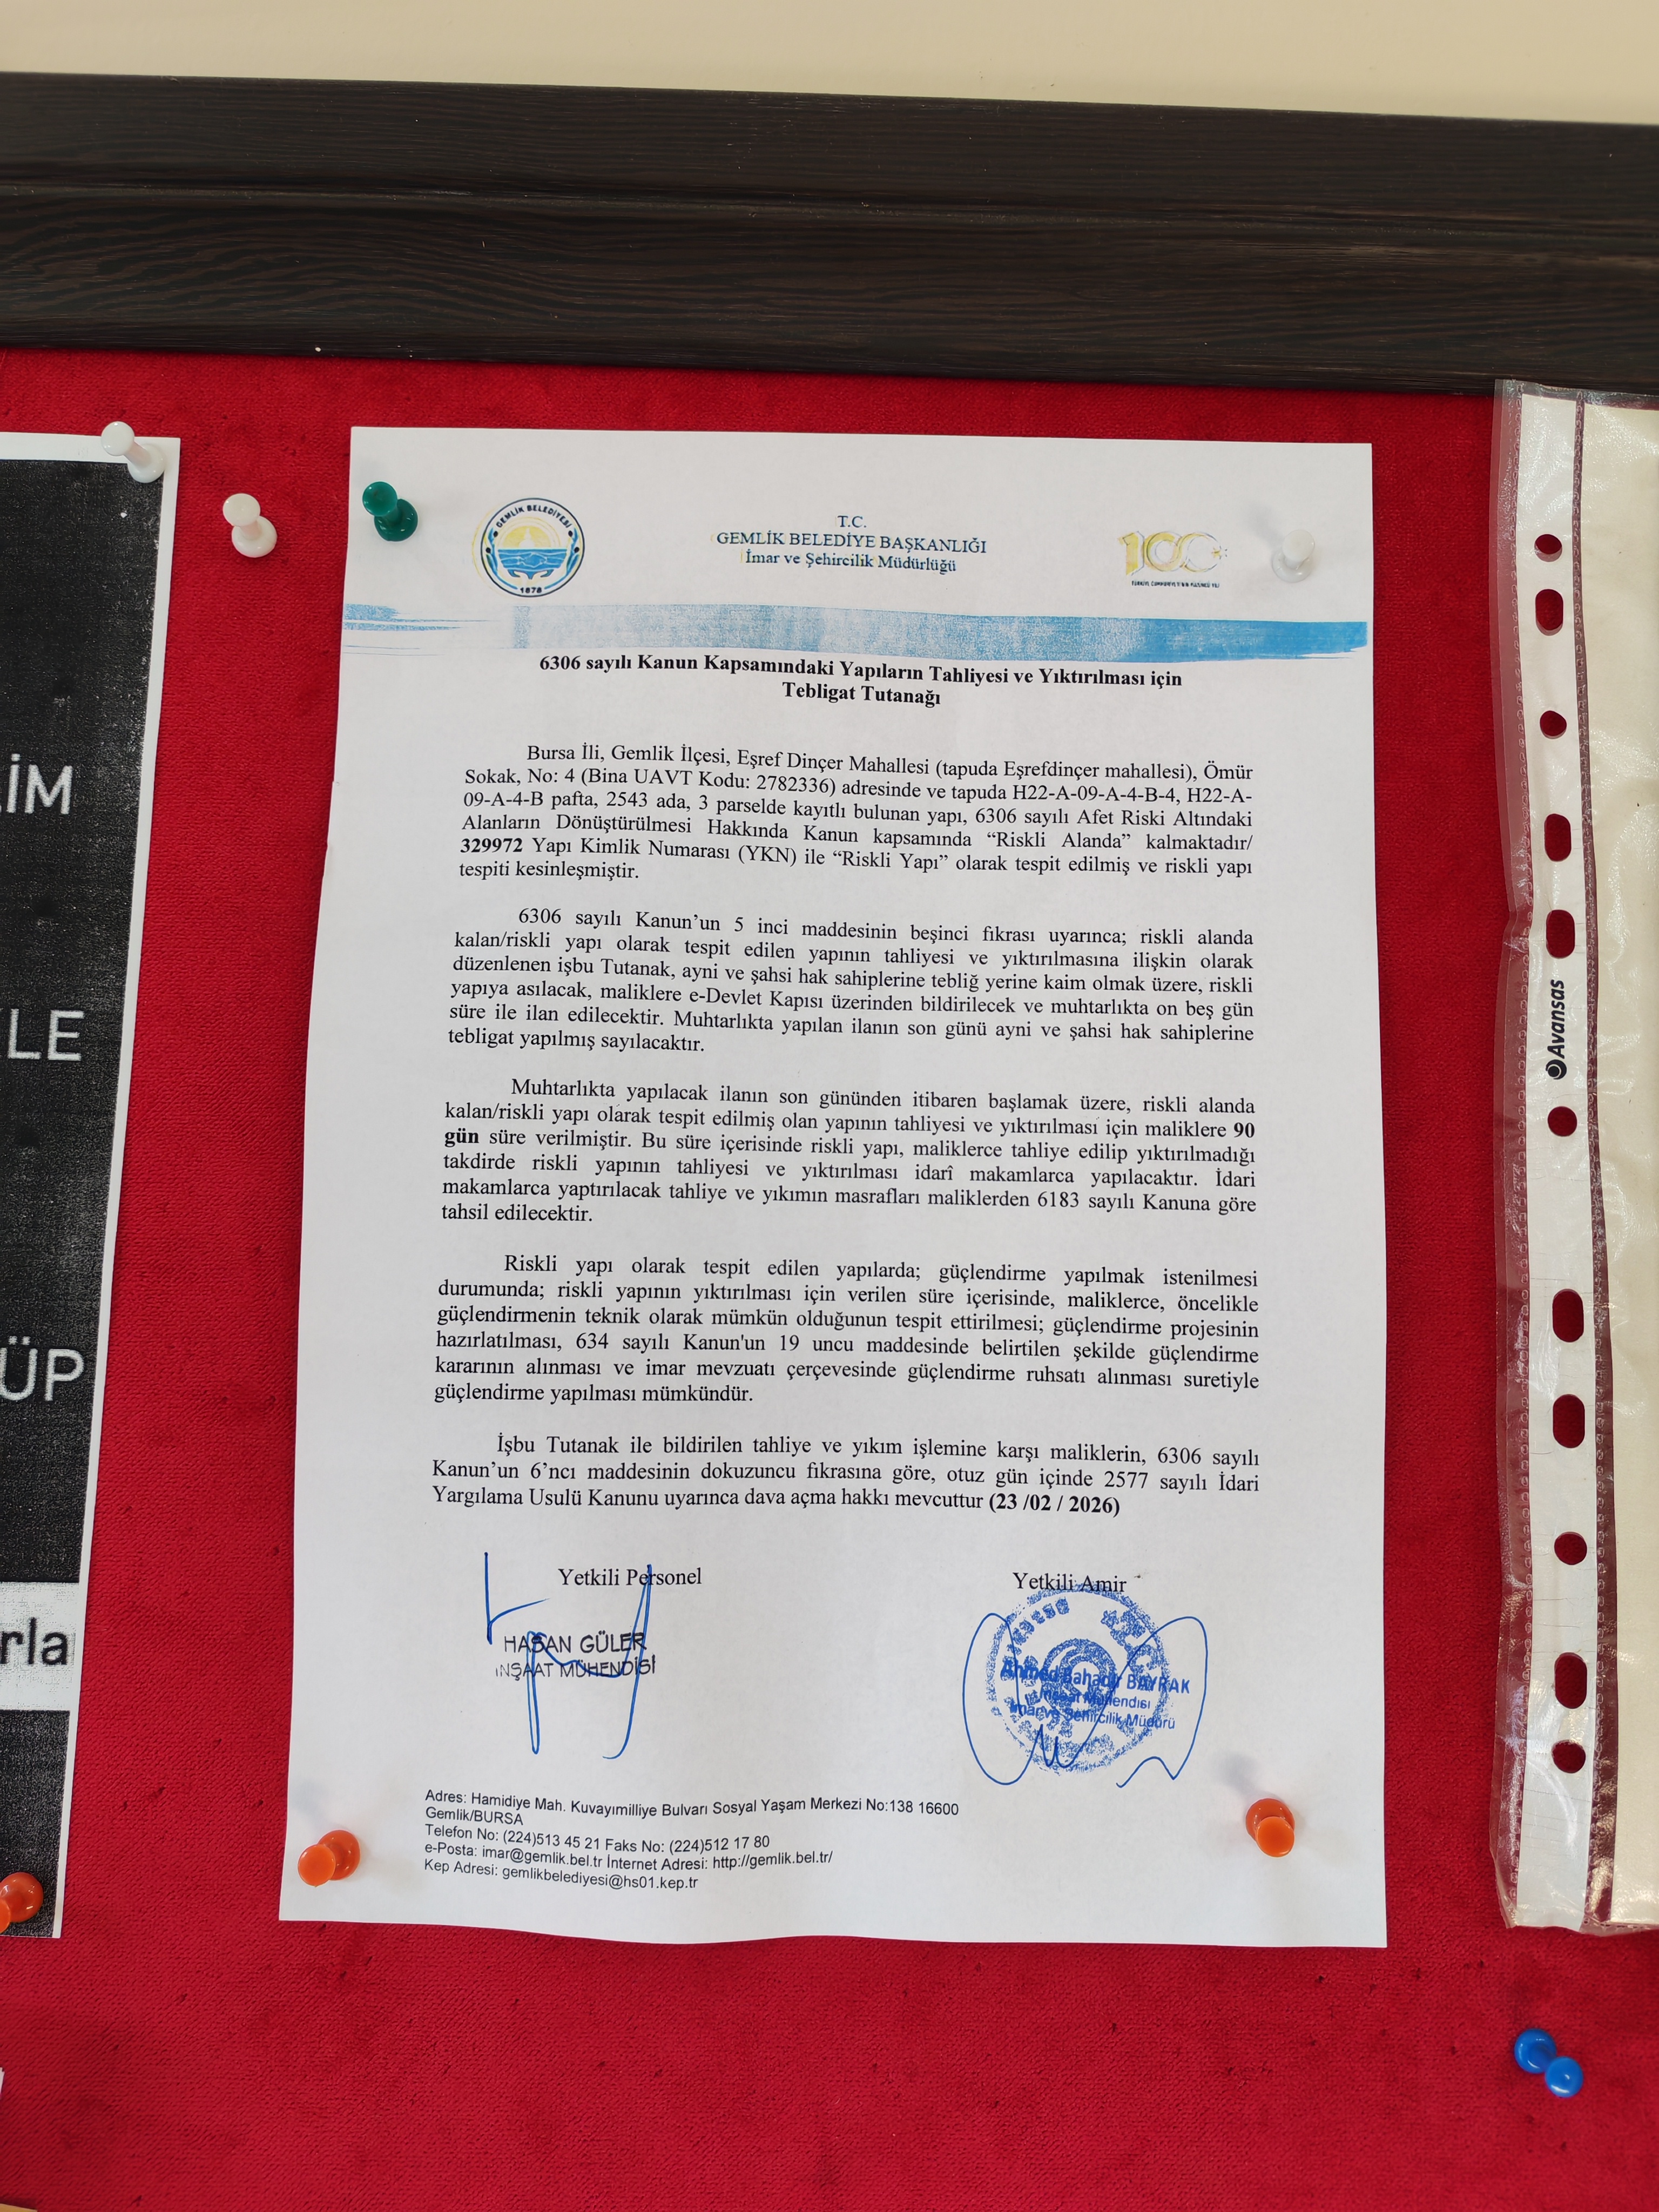 İM
LE
ÜP
rla
GEMLİK BELEDİYESİ
1878
T.C.
GEMLİK BELEDİYE BAŞKANLIĞI
İmar ve Şehircilik Müdürlüğü
100
TÜRKİYE CUMHURİYETİ'NİN YÜZÜNCÜ YILI
6306 sayılı Kanun Kapsamındaki Yapıların Tahliyesi ve Yıktırılması için
Tebligat Tutanağı
Bursa İli, Gemlik İlçesi, Eşref Dinçer Mahallesi (tapuda Eşrefdinçer mahallesi), Ömür
Sokak, No: 4 (Bina UAVT Kodu: 2782336) adresinde ve tapuda H22-A-09-A-4-B-4, H22-A-
09-A-4-B pafta, 2543 ada, 3 parselde kayıtlı bulunan yapı, 6306 sayılı Afet Riski Altındaki
Alanların Dönüştürülmesi Hakkında Kanun kapsamında “Riskli Alanda” kalmaktadır/
329972 Yapı Kimlik Numarası (YKN) ile “Riskli Yapı” olarak tespit edilmiş ve riskli yapı
tespiti kesinleşmiştir.
6306 sayılı Kanun’un 5 inci maddesinin beşinci fıkrası uyarınca; riskli alanda
kalan/riskli yapı olarak tespit edilen yapının tahliyesi ve yıktırılmasına ilişkin olarak
düzenlenen işbu Tutanak, ayni ve şahsi hak sahiplerine tebliğ yerine kaim olmak üzere, riskli
yapıya asılacak, maliklere e-Devlet Kapısı üzerinden bildirilecek ve muhtarlıkta on beş gün
süre ile ilan edilecektir. Muhtarlıkta yapılan ilanın son günü ayni ve şahsi hak sahiplerine
tebligat yapılmış sayılacaktır.
Muhtarlıkta yapılacak ilanın son gününden itibaren başlamak üzere, riskli alanda
kalan/riskli yapı olarak tespit edilmiş olan yapının tahliyesi ve yıktırılması için maliklere 90
gün süre verilmiştir. Bu süre içerisinde riskli yapı, maliklerce tahliye edilip yıktırılmadığı
takdirde riskli yapının tahliyesi ve yıktırılması idarî makamlarca yapılacaktır. İdari
makamlarca yaptırılacak tahliye ve yıkımın masrafları maliklerden 6183 sayılı Kanuna göre
tahsil edilecektir.
Riskli yapı olarak tespit edilen yapılarda; güçlendirme yapılmak istenilmesi
durumunda; riskli yapının yıktırılması için verilen süre içerisinde, maliklerce, öncelikle
güçlendirmenin teknik olarak mümkün olduğunun tespit ettirilmesi; güçlendirme projesinin
hazırlatılması, 634 sayılı Kanun'un 19 uncu maddesinde belirtilen şekilde güçlendirme
kararının alınması ve imar mevzuatı çerçevesinde güçlendirme ruhsatı alınması suretiyle
güçlendirme yapılması mümkündür.
İşbu Tutanak ile bildirilen tahliye ve yıkım işlemine karşı maliklerin, 6306 sayılı
Kanun’un 6’ncı maddesinin dokuzuncu fıkrasına göre, otuz gün içinde 2577 sayılı İdari
Yargılama Usulü Kanunu uyarınca dava açma hakkı mevcuttur (23 /02 / 2026)
Yetkili Personel
HASAN GÜLER
İNŞAAT MÜHENDİSİ
Yetkili Amir
Ahmed Bahadır BAYRAK
İnşaat Mühendisi
İmar ve Şehircilik Müdürü
Adres: Hamidiye Mah. Kuvayımilliye Bulvarı Sosyal Yaşam Merkezi No:138 16600
Gemlik/BURSA
Telefon No: (224)513 45 21 Faks No: (224)512 17 80
e-Posta: imar@gemlik.bel.tr İnternet Adresi: http://gemlik.bel.tr/
Kep Adresi: gemlikbelediyesi@hs01.kep.tr
Avansas